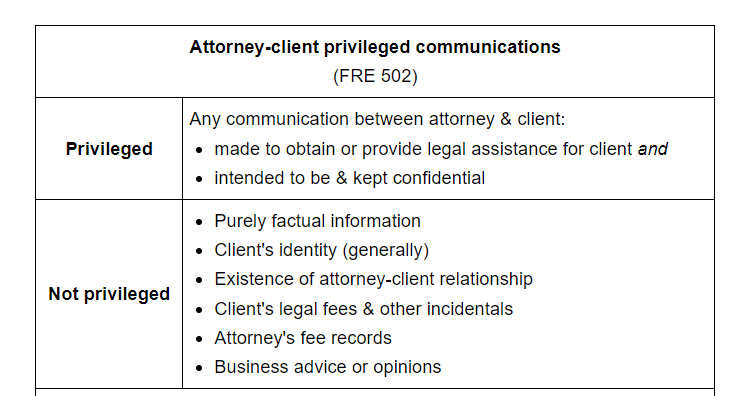 Attorney-client privileged communications
(FRE 502)
Privileged
Any communication between attorney & client:
• made to obtain or provide legal assistance for client and
• intended to be & kept confidential
Not privileged
• Purely factual information
• Client's identity (generally)
• Existence of attorney-client relationship
• Client's legal fees & other incidentals
• Attorney's fee records
• Business advice or opinions